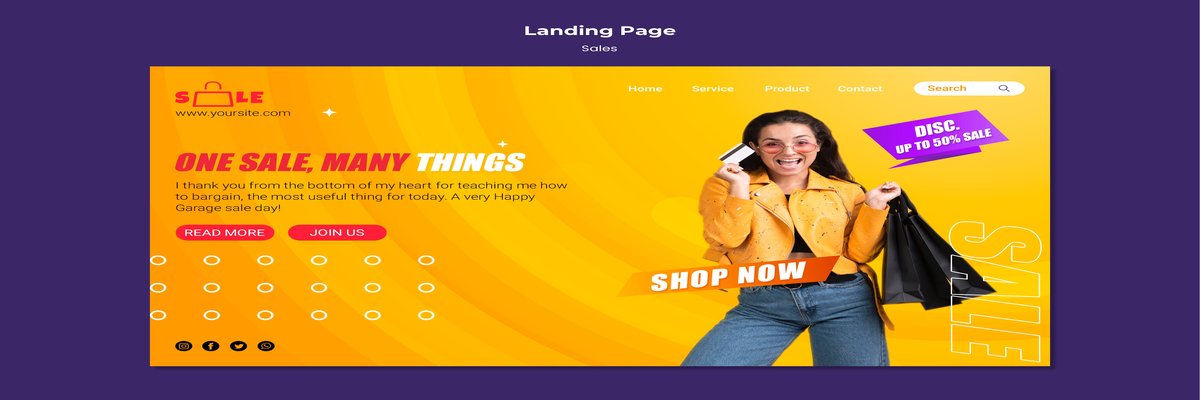 Landing Page
Sales
SALE
www.yoursite.com
Home Service Product Contact Search
DISC.
UP TO 50% SALE
ONE SALE, MANY THINGS
I thank you from the bottom of my heart for teaching me how
to bargain, the most useful thing for today. A very Happy
Garage sale day!
READ MORE JOIN US
SHOP NOW
SALE